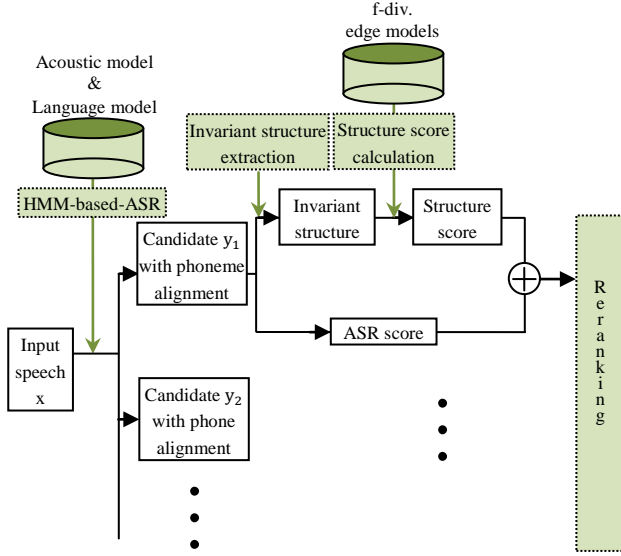 f-div.
edge models
Acoustic model
&
Language model
Invariant structure
extraction
Structure score
calculation
HMM-based-ASR
Candidate y₁
with phoneme
alignment
Invariant
structure
Structure
score
Input
speech
x
ASR score
Candidate y₂
with phone
alignment
Reranking